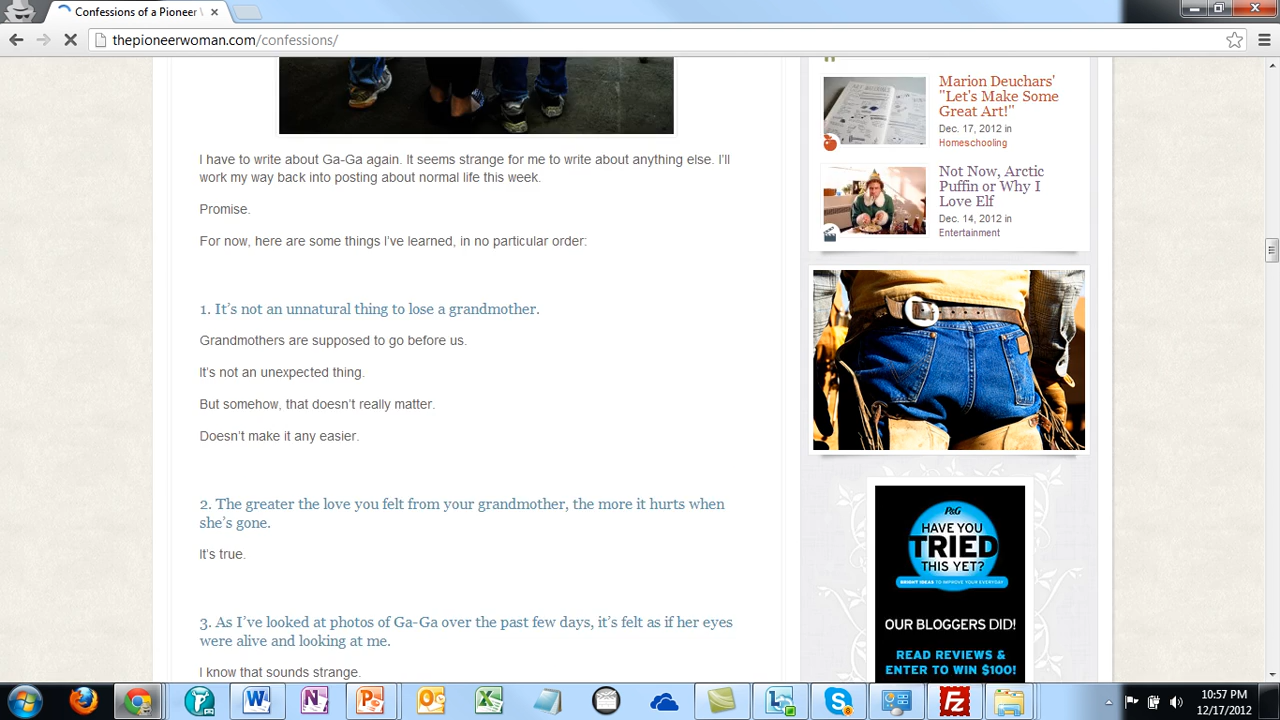 Confessions of a Pioneer
thepioneerwoman.com/confessions/
I have to write about Ga-Ga again. It seems strange for me to write about anything else. I'll
work my way back into posting about normal life this week.
Promise.
For now, here are some things I've learned, in no particular order:
1. It's not an unnatural thing to lose a grandmother.
Grandmothers are supposed to go before us.
It's not an unexpected thing.
But somehow, that doesn't really matter.
Doesn't make it any easier.
2. The greater the love you felt from your grandmother, the more it hurts when
she's gone.
It's true.
3. As I've looked at photos of Ga-Ga over the past few days, it's felt as if her eyes
were alive and looking at me.
I know that sounds strange.
Marion Deuchars'
"Let's Make Some
Great Art!"
Dec. 17, 2012 in
Homeschooling
Not Now, Arctic
Puffin or Why I
Love Elf
Dec. 14, 2012 in
Entertainment
P&G
HAVE YOU
TRIED
THIS YET?
BRIGHT IDEAS TO IMPROVE YOUR EVERYDAY
OUR BLOGGERS DID!
READ REVIEWS &
ENTER TO WIN $100!
10:57 PM
12/17/2012